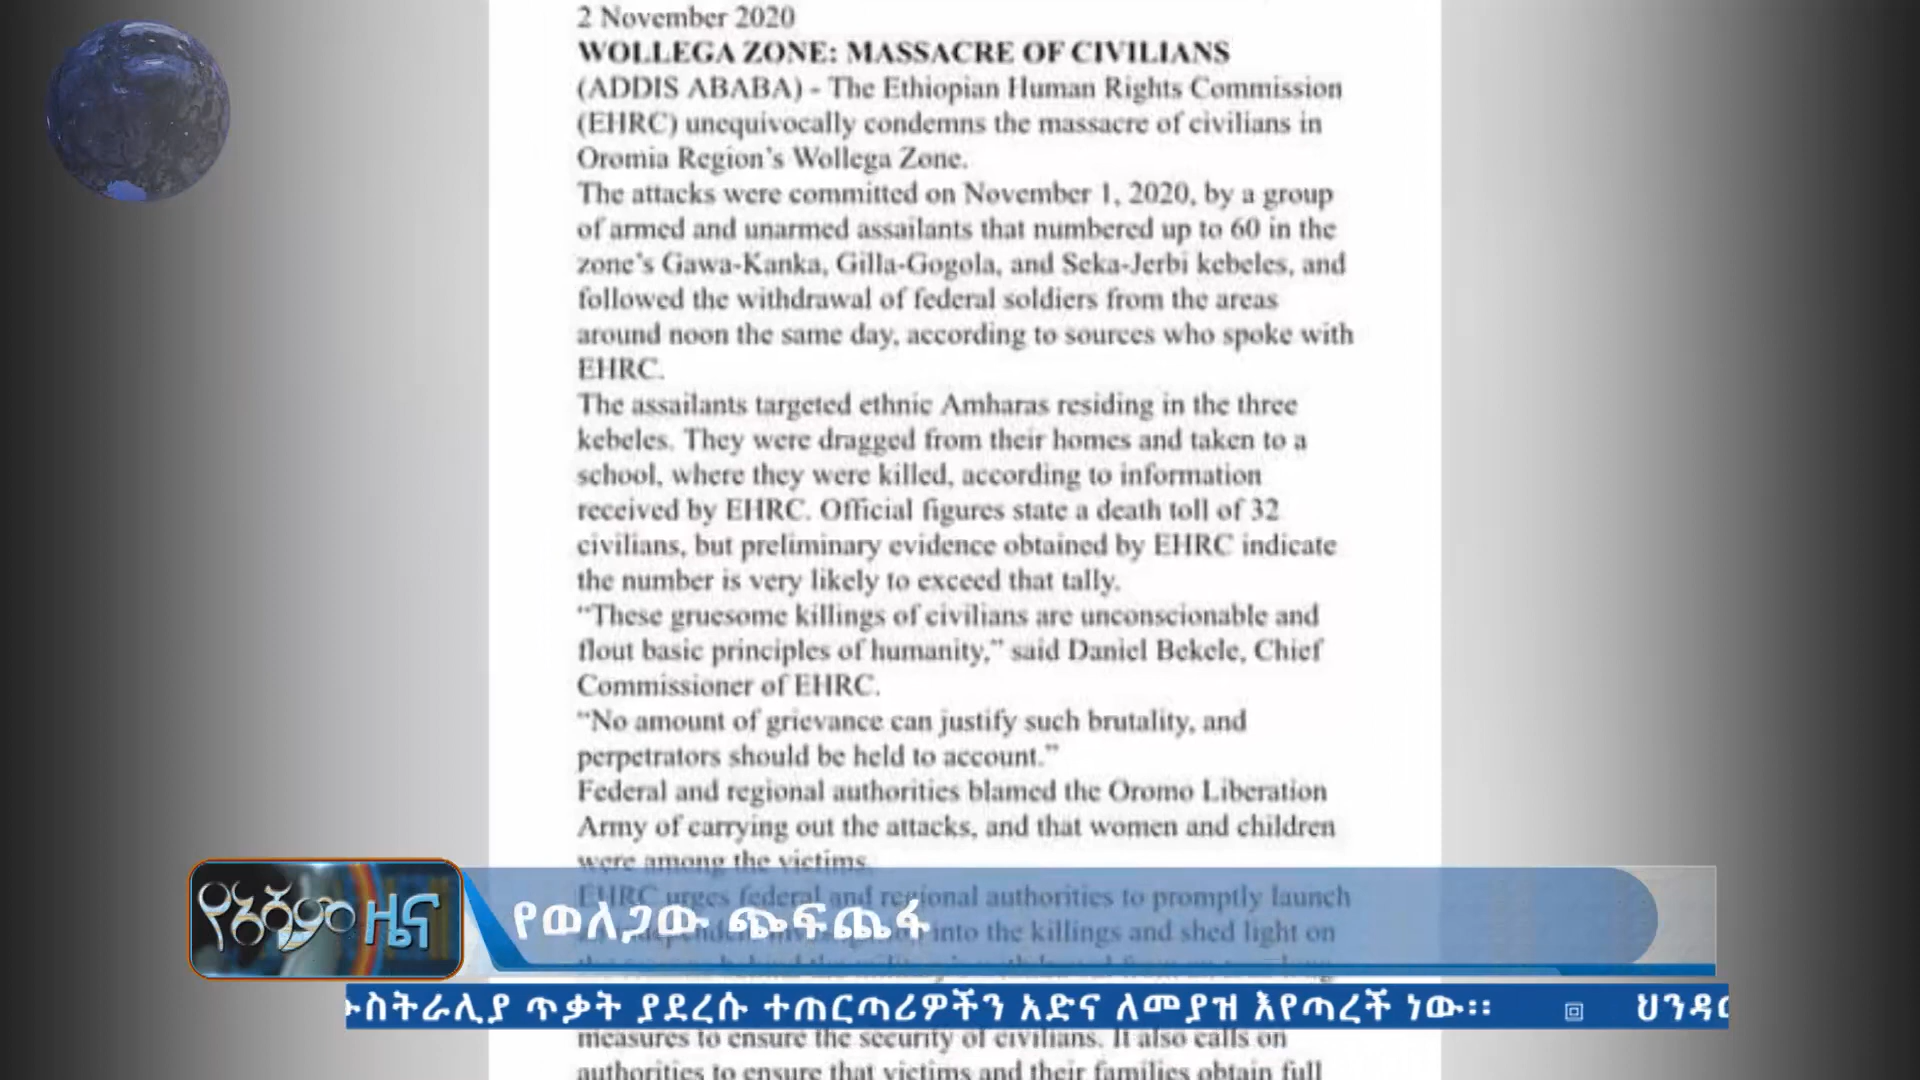 2 November 2020
WOLLEGA ZONE: MASSACRE OF CIVILIANS
(ADDIS ABABA) - The Ethiopian Human Rights Commission
(EHRC) unequivocally condemns the massacre of civilians in
Oromia Region's Wollega Zone.
The attacks were committed on November 1, 2020, by a group
of armed and unarmed assailants that numbered up to 60 in the
zone's Gawa-Kanka, Gilla-Gogola, and Seka-Jerbi kebeles, and
followed the withdrawal of federal soldiers from the areas
around noon the same day, according to sources who spoke with
EHRC.
The assailants targeted ethnic Amharas residing in the three
kebeles. They were dragged from their homes and taken to a
school, where they were killed, according to information
received by EHRC. Official figures state a death toll of 32
civilians, but preliminary evidence obtained by EHRC indicate
the number is very likely to exceed that tally.
"These gruesome killings of civilians are unconscionable and
flout basic principles of humanity," said Daniel Bekele, Chief
Commissioner of EHRC.
"No amount of grievance can justify such brutality, and
perpetrators should be held to account."
Federal and regional authorities blamed the Oromo Liberation
Army of carrying out the attacks, and that women and children
were among the victims.
EHRC urges federal and regional authorities to promptly launch
into the killings and shed light on
የኢሳም ዜና
የወለጋው ጭፍጨፋ
ውስትራሊያ ጥቃት ያደረሱ ተጠርጣሪዎችን አድና ለመያዝ እየጣረች ነው።
measures to ensure the security of civilians. It also calls on
authorities to ensure that victims and their families obtain full